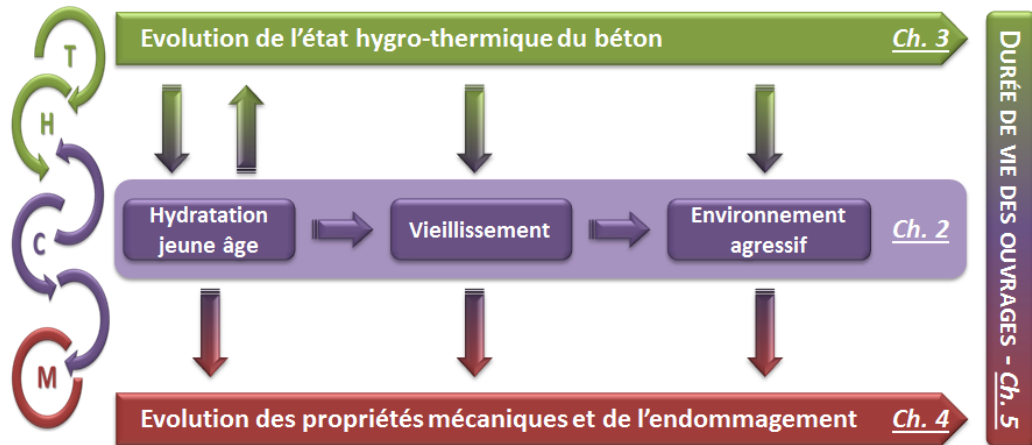 T
H
C
M
Evolution de l'état hygro-thermique du béton Ch. 3
Hydratation
jeune âge
Vieillissement
Environnement
agressif
Ch. 2
Evolution des propriétés mécaniques et de l'endommagement Ch. 4
DURÉE DE VIE DES OUVRAGES - Ch. 5